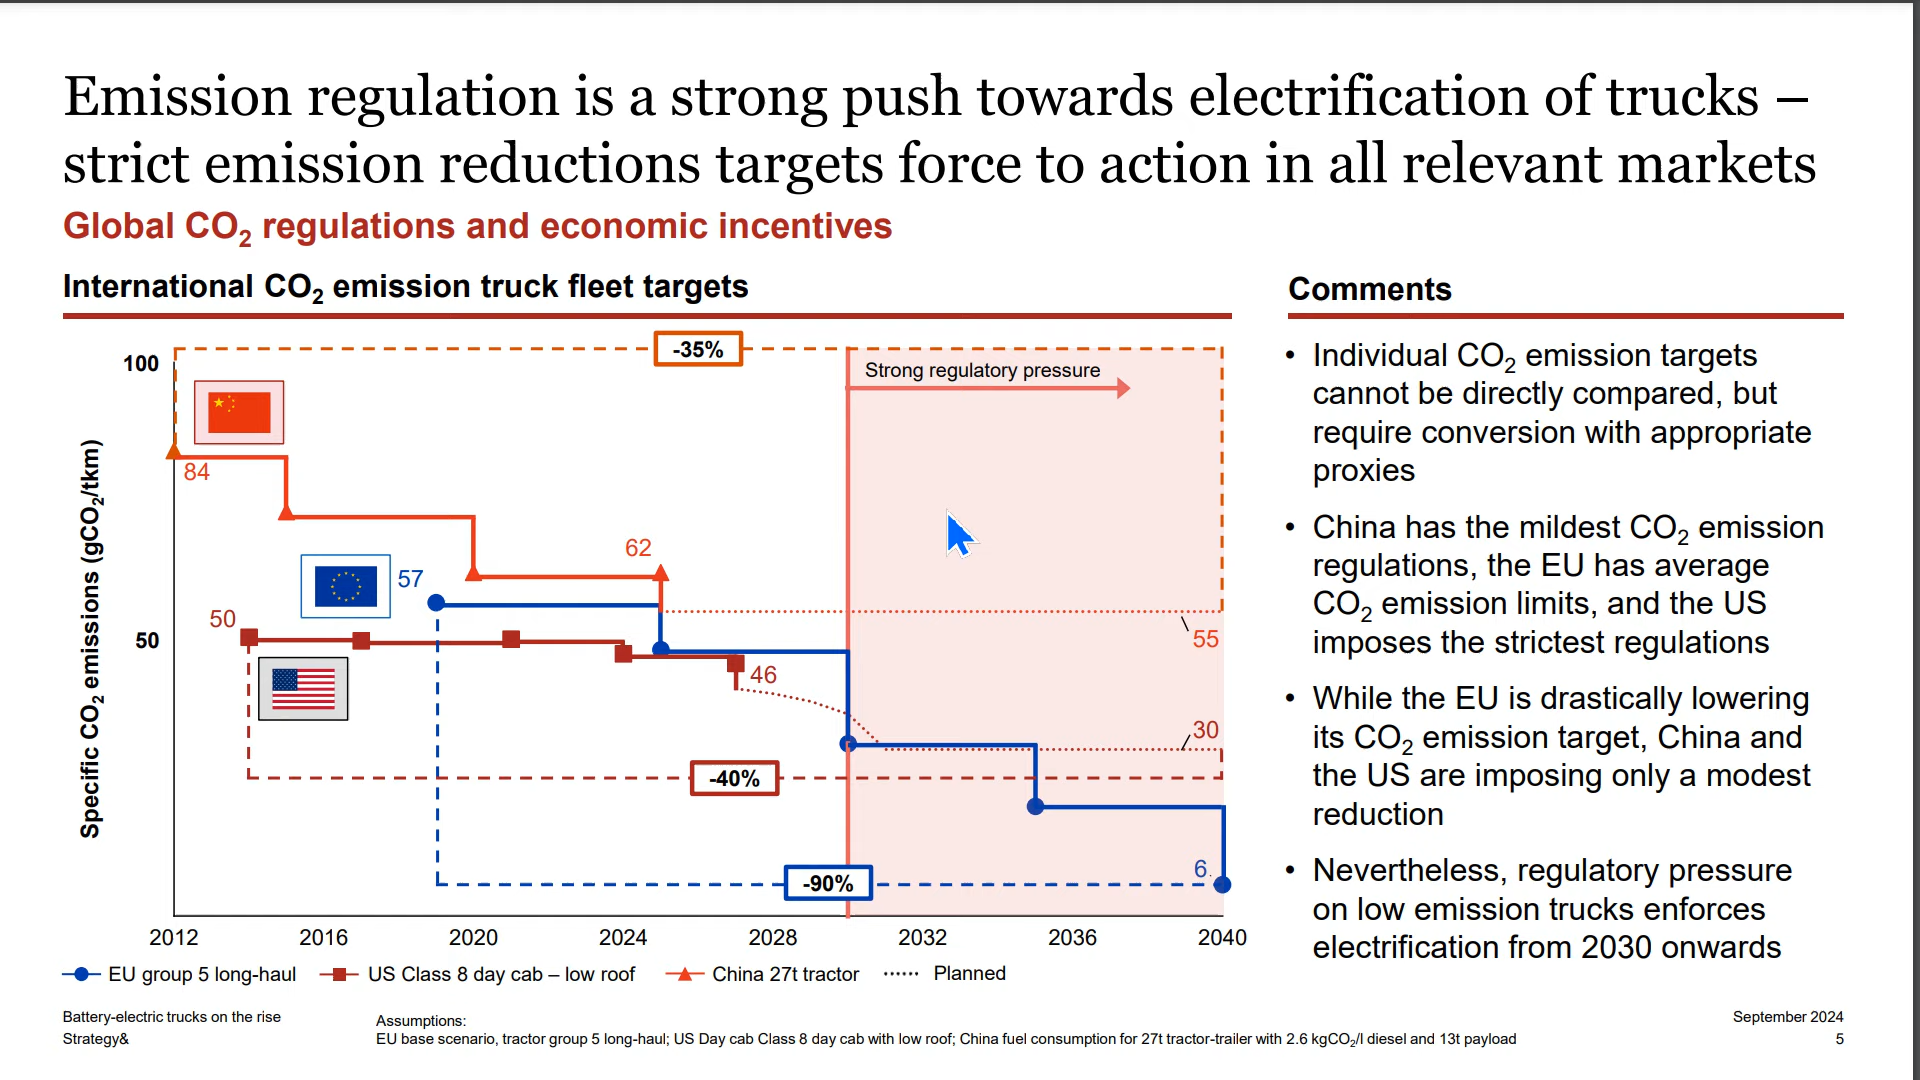 Emission regulation is a strong push towards electrification of trucks –
strict emission reductions targets force to action in all relevant markets
Global CO₂ regulations and economic incentives
International CO₂ emission truck fleet targets
Specific CO₂ emissions (gCO₂/tkm)
100
50
-35%
Strong regulatory pressure
84
62
57
50
46
55
30
-40%
-90%
6
2012 2016 2020 2024 2028 2032 2036 2040
EU group 5 long-haul US Class 8 day cab – low roof China 27t tractor Planned
Comments
• Individual CO₂ emission targets
cannot be directly compared, but
require conversion with appropriate
proxies
• China has the mildest CO₂ emission
regulations, the EU has average
CO₂ emission limits, and the US
imposes the strictest regulations
• While the EU is drastically lowering
its CO₂ emission target, China and
the US are imposing only a modest
reduction
• Nevertheless, regulatory pressure
on low emission trucks enforces
electrification from 2030 onwards
Battery-electric trucks on the rise
Strategy&
Assumptions:
EU base scenario, tractor group 5 long-haul; US Day cab Class 8 day cab with low roof; China fuel consumption for 27t tractor-trailer with 2.6 kgCO₂/l diesel and 13t payload
September 2024
5